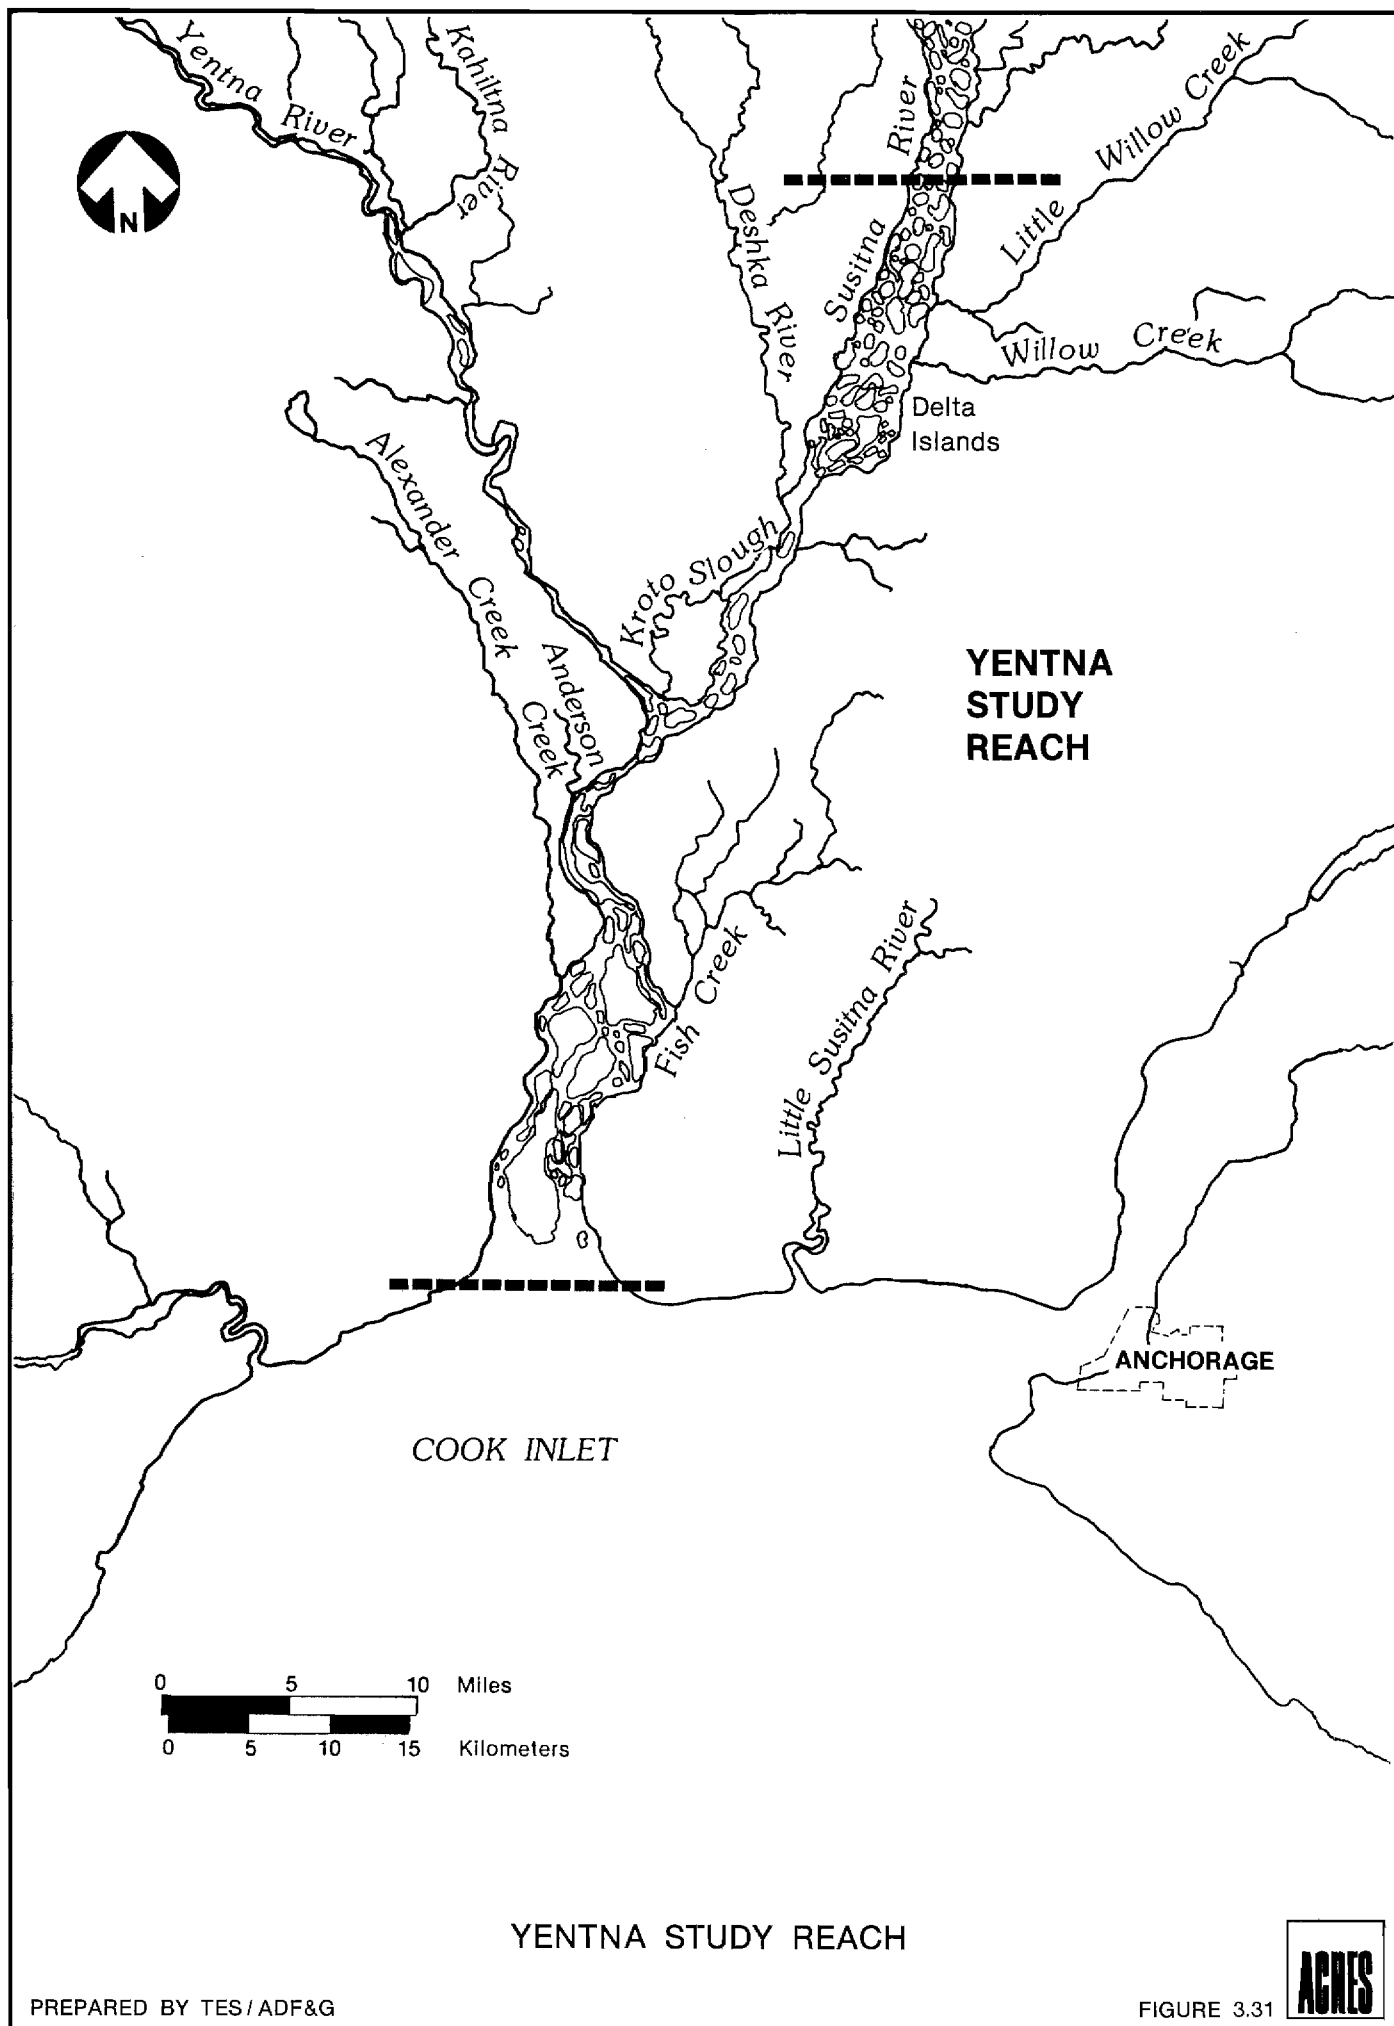 Yentna River
Kahiltna River
Susitna River
Little Willow Creek
N
Deshka River
Willow Creek
Delta
Islands
Alexander Creek
Kroto Slough
Anderson Creek
YENTNA
STUDY
REACH
Fish Creek
Little Susitna River
ANCHORAGE
COOK INLET
0 5 10 Miles
0 5 10 15 Kilometers
YENTNA STUDY REACH
PREPARED BY TES/ADF&G
FIGURE 3.31
ACRES